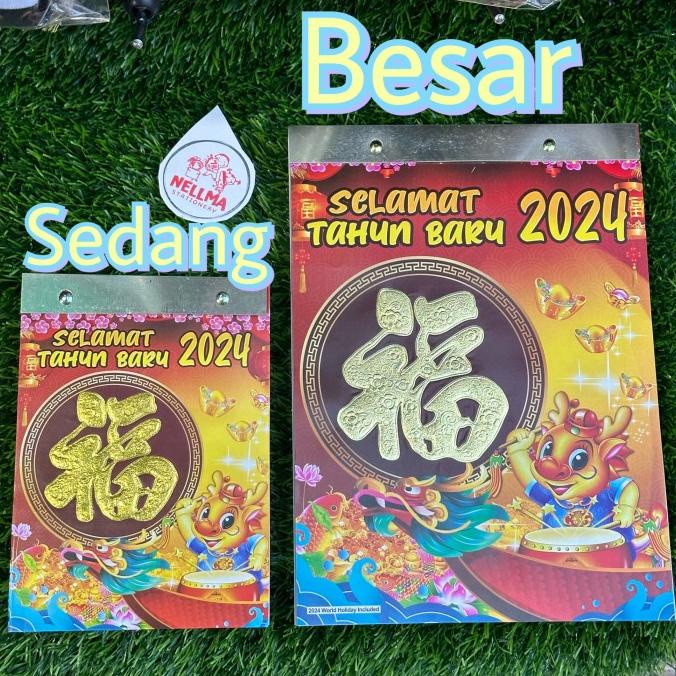 Besar
NELLMA
STATIONERY
Sedang
SELAMAT
TAHUN BARU 2024
福
SELAMAT
TAHUN BARU 2024
福
2024 World Holiday Included